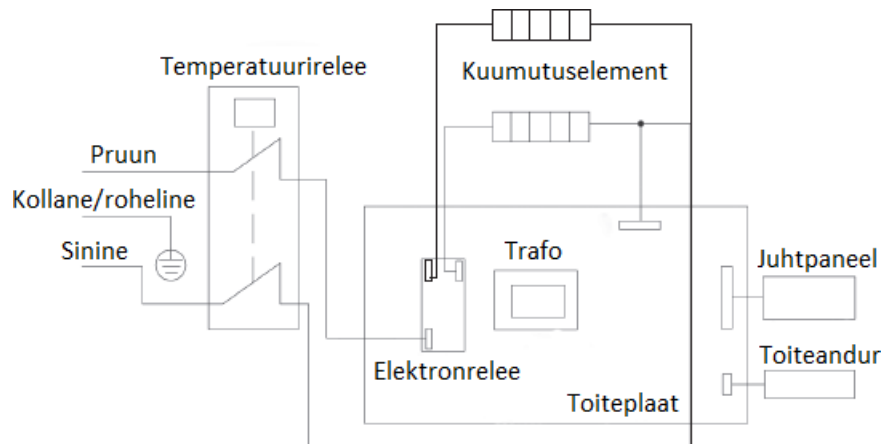 Temperatuurirelee
Kuumutuselement
Pruun
Kollane/roheline
Sinine
Trafo
Juhtpaneel
Elektronrelee
Toiteandur
Toiteplaat